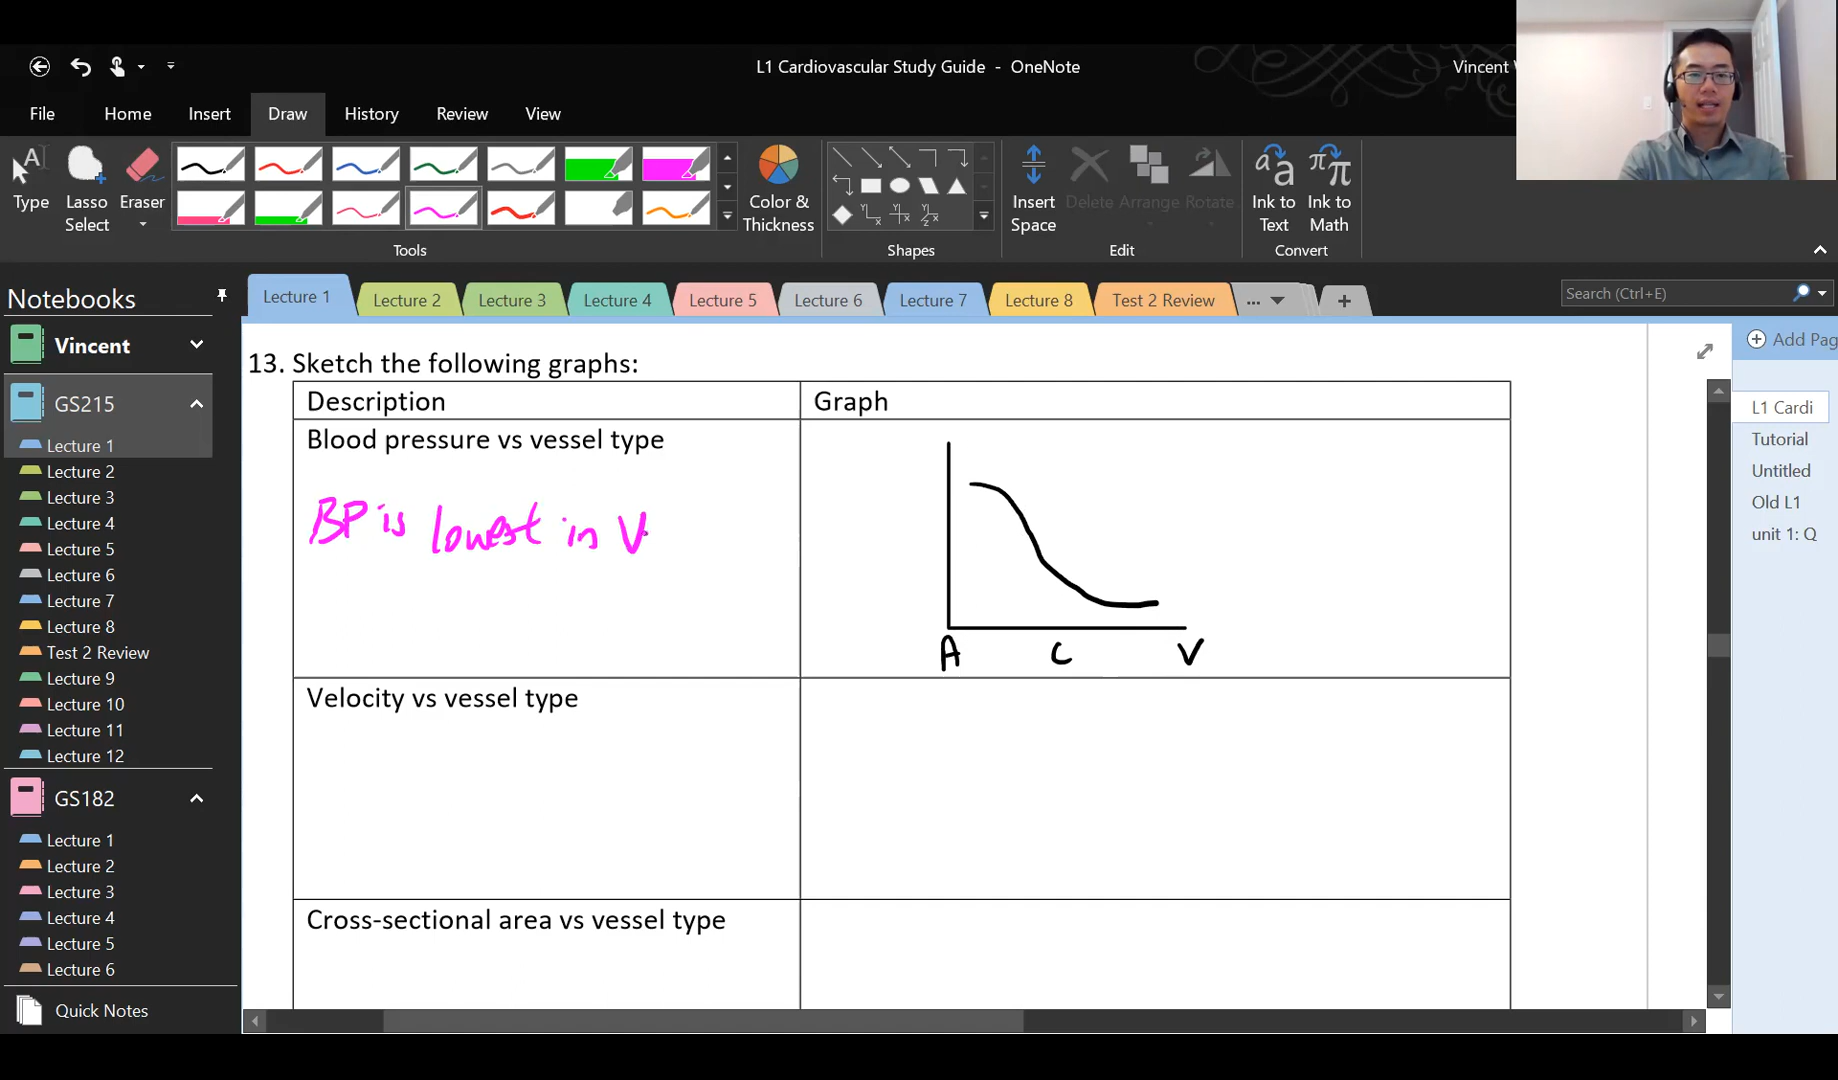 L1 Cardiovascular Study Guide - OneNote
Vincent
File Home Insert Draw History Review View
Type
Lasso Select
Eraser
Color & Thickness
Insert Space
Delete Arrange Rotate
Ink to Text
Ink to Math
Tools
Shapes
Edit
Convert
Notebooks
Lecture 1 Lecture 2 Lecture 3 Lecture 4 Lecture 5 Lecture 6 Lecture 7 Lecture 8 Test 2 Review ...
Search (Ctrl+E)
Vincent
GS215
Lecture 1
Lecture 2
Lecture 3
Lecture 4
Lecture 5
Lecture 6
Lecture 7
Lecture 8
Test 2 Review
Lecture 9
Lecture 10
Lecture 11
Lecture 12
GS182
Lecture 1
Lecture 2
Lecture 3
Lecture 4
Lecture 5
Lecture 6
Quick Notes
13. Sketch the following graphs:
Description Graph
Blood pressure vs vessel type
BP is lowest in V
A C V
Velocity vs vessel type
Cross-sectional area vs vessel type
Add Pag
L1 Cardi
Tutorial
Untitled
Old L1
unit 1: Q